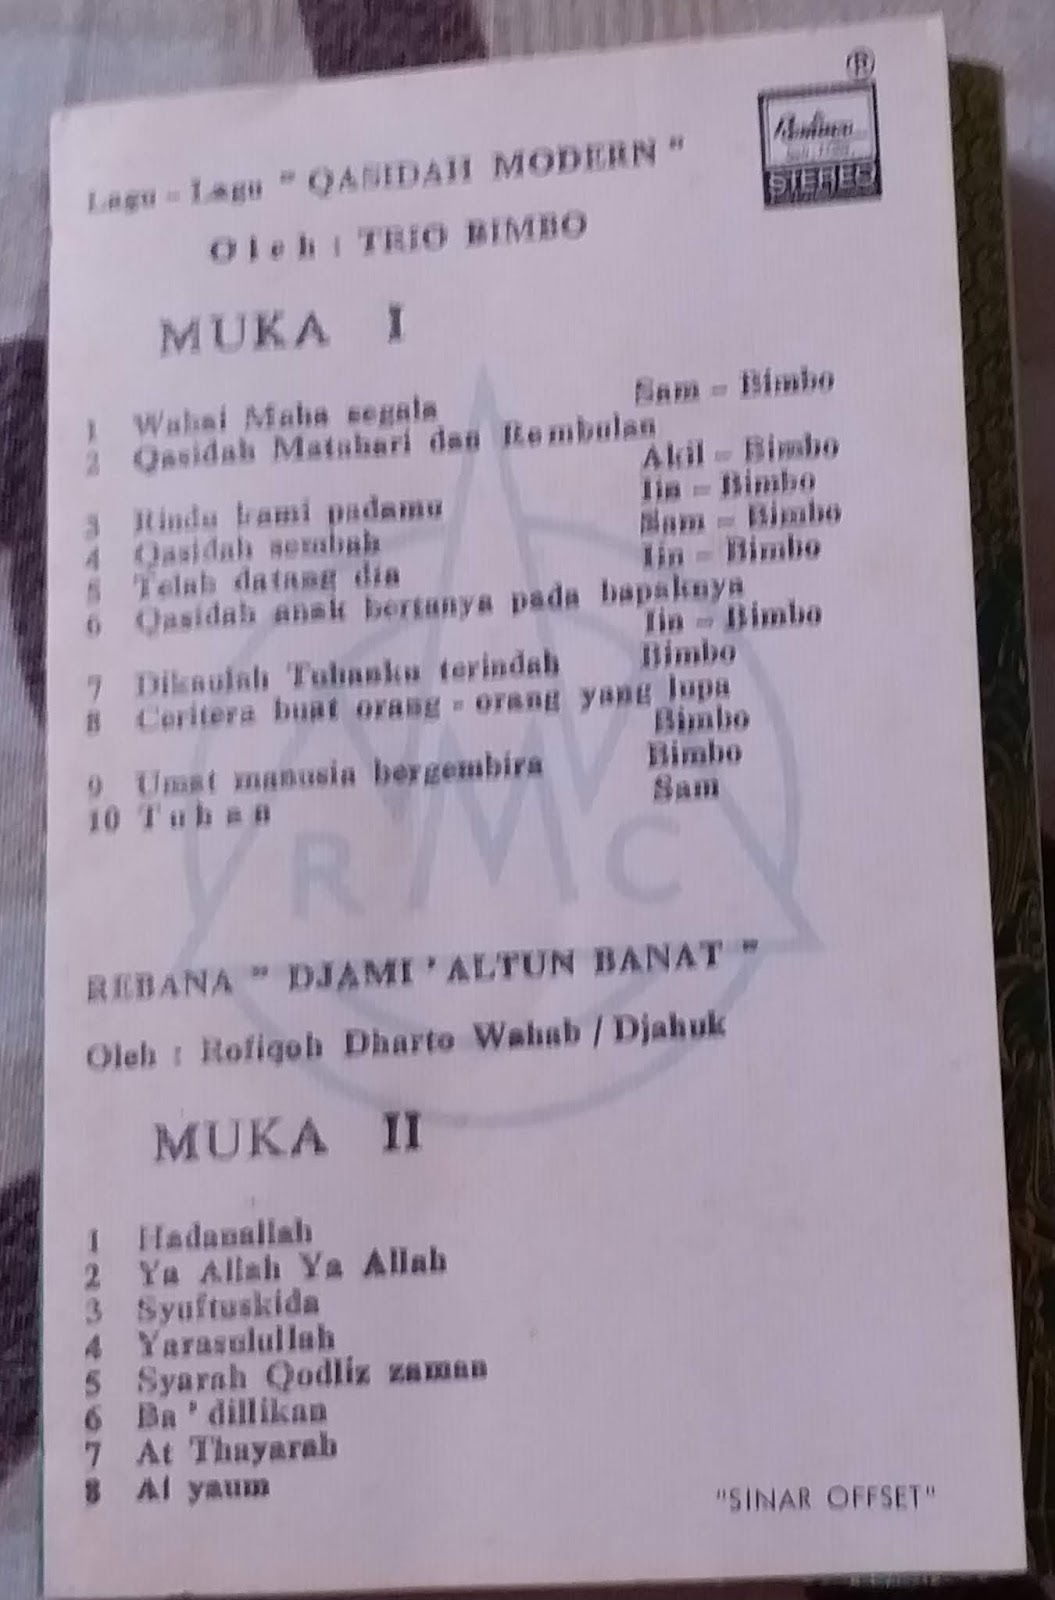 ®
STEREO
Lagu - Lagu " QASIDAH MODERN "
Oleh : TRIO BIMBO
MUKA I
1 Wahai Maha segala Sam - Bimbo
2 Qasidah Matahari dan Rembulan
Akil - Bimbo
3 Rindu kami padamu Iin - Bimbo
4 Qasidah sembah Sam - Bimbo
5 Telah datang dia Iin - Bimbo
6 Qasidah anak bertanya pada bapaknya
Iin - Bimbo
7 Dikaulah Tuhanku terindah Bimbo
8 Ceritera buat orang - orang yang lupa
Bimbo
9 Umat manusia bergembira Bimbo
10 Tuhan Sam
RMC
REBANA " DJAMI 'ALTUN BANAT "
Oleh : Rofiqoh Dharto Wahab / Djahuk
MUKA II
1 Hadanallah
2 Ya Allah Ya Allah
3 Syuftuskida
4 Yarasulullah
5 Syarah Qodliz zaman
6 Ba ' dillikan
7 At Thayarah
8 Al yaum
"SINAR OFFSET"